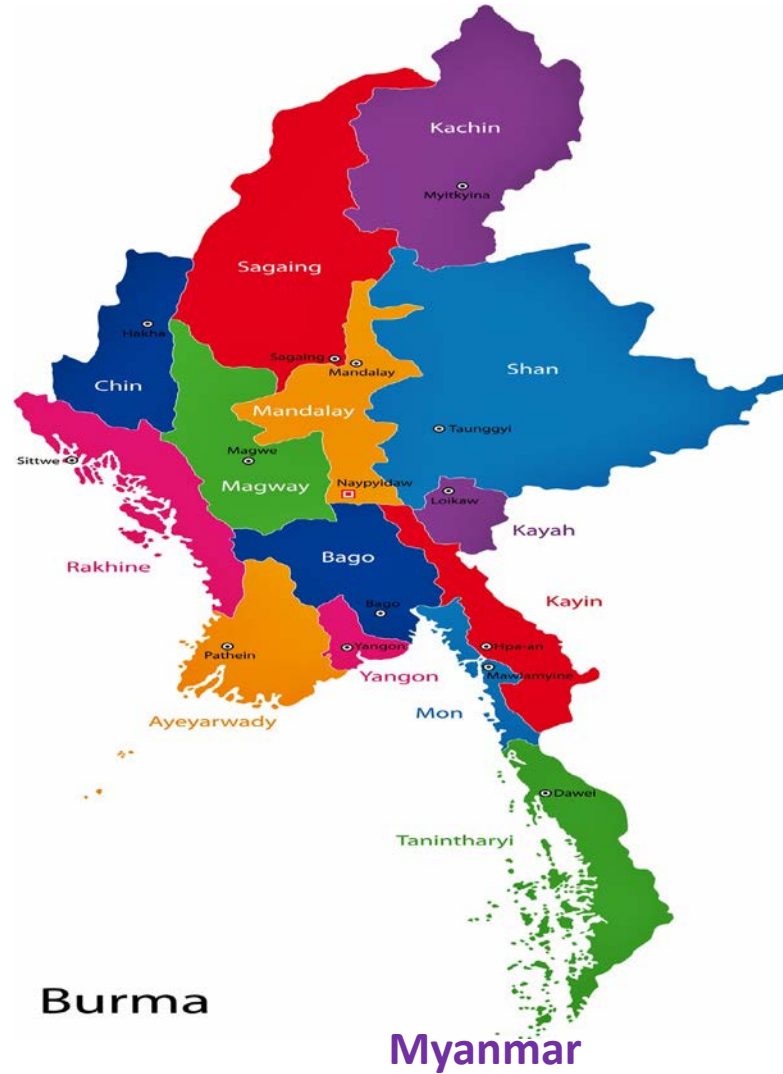 Kachin
Myitkyina
Sagaing
Hakha
Sagaing
Mandalay
Shan
Chin
Mandalay
Taunggyi
Sittwe
Magwe
Magway
Naypyidaw
Loikaw
Kayah
Rakhine
Bago
Kayin
Bago
Pathein
Yangon
Hpa-an
Yangon
Mawlamyine
Ayeyarwady
Mon
Dawei
Tanintharyi
Burma
Myanmar